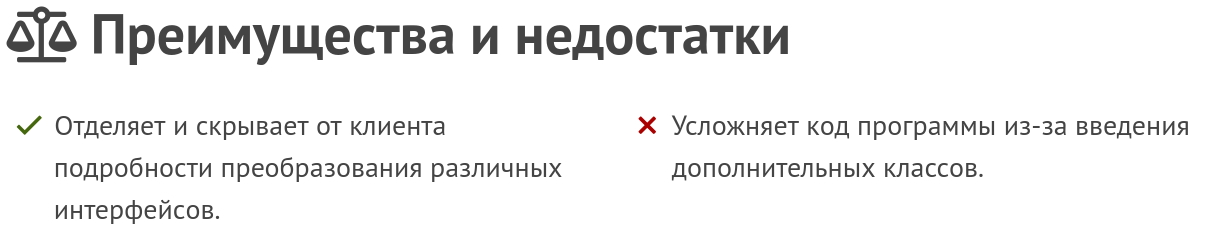 Преимущества и недостатки
Отделяет и скрывает от клиента
подробности преобразования различных
интерфейсов.
Усложняет код программы из-за введения
дополнительных классов.